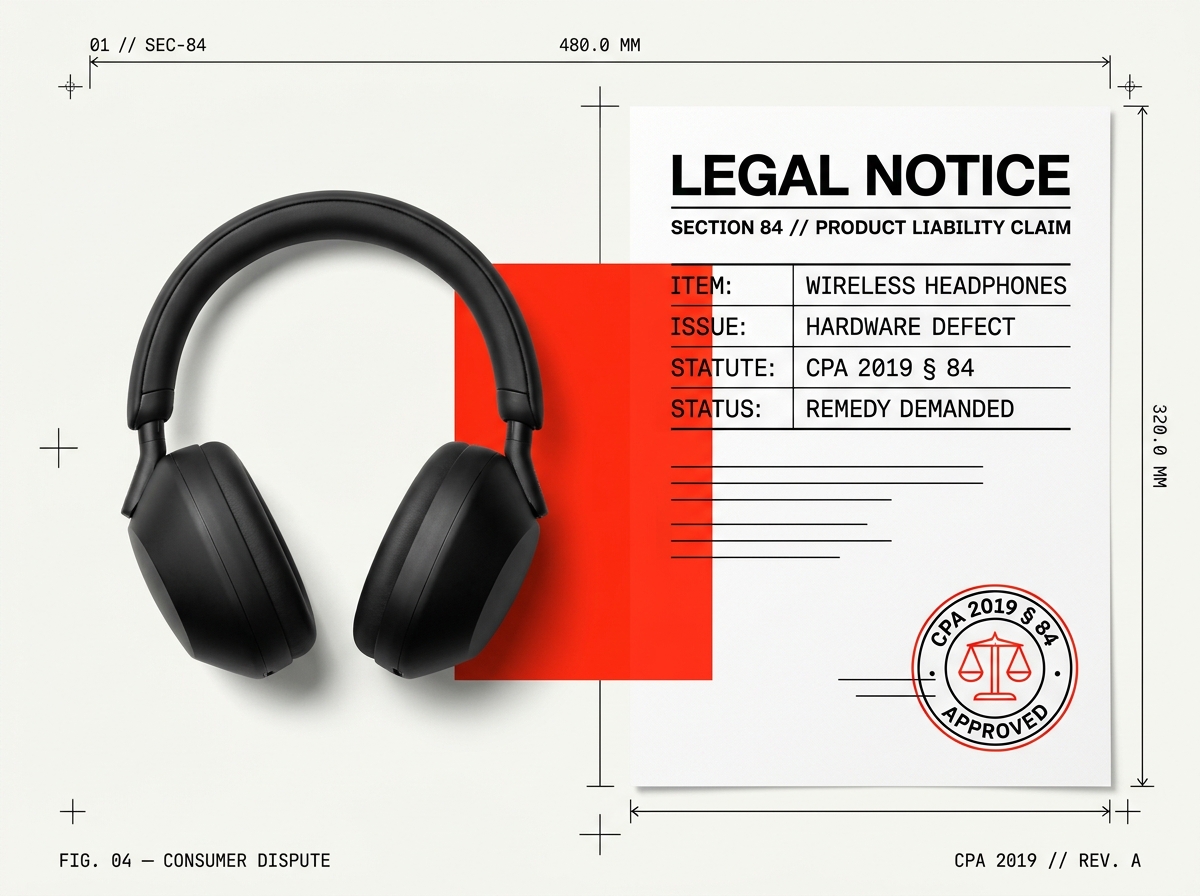 01 // SEC-84
480.0 MM
LEGAL NOTICE
SECTION 84 // PRODUCT LIABILITY CLAIM
ITEM: WIRELESS HEADPHONES
ISSUE: HARDWARE DEFECT
STATUTE: CPA 2019 § 84
STATUS: REMEDY DEMANDED
320.0 MM
CPA 2019 § 84
APPROVED
FIG. 04 — CONSUMER DISPUTE
CPA 2019 // REV. A